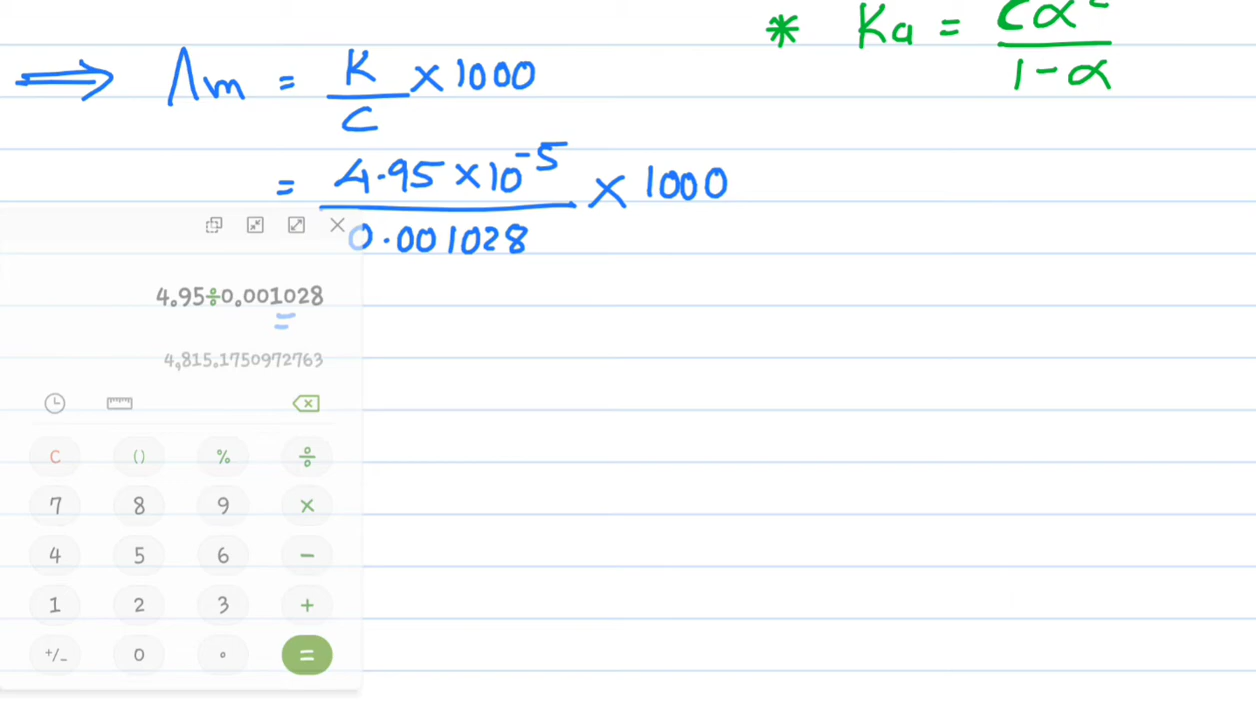 * Ka = cα²/1-α
⟹ Λm = K/C × 1000
= 4.95 × 10⁻⁵/0.001028 × 1000
4.95÷0.001028
=
4,815.1750972763
C () % ÷
7 8 9 ×
4 5 6 −
1 2 3 +
+/− 0 . =